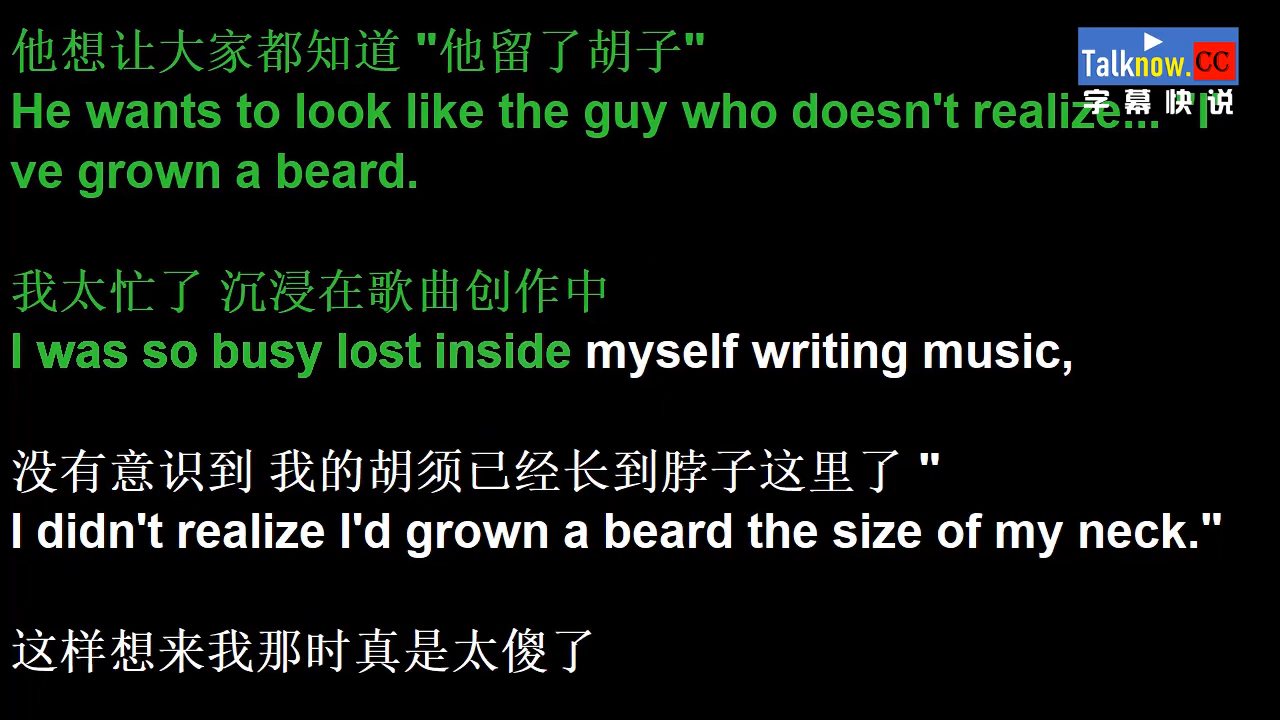 他想让大家都知道 "他留了胡子"
He wants to look like the guy who doesn't realize... "I
ve grown a beard.
我太忙了 沉浸在歌曲创作中
I was so busy lost inside myself writing music,
没有意识到 我的胡须已经长到脖子这里了 "
I didn't realize I'd grown a beard the size of my neck."
这样想来我那时真是太傻了
Talknow.CC
字幕快说